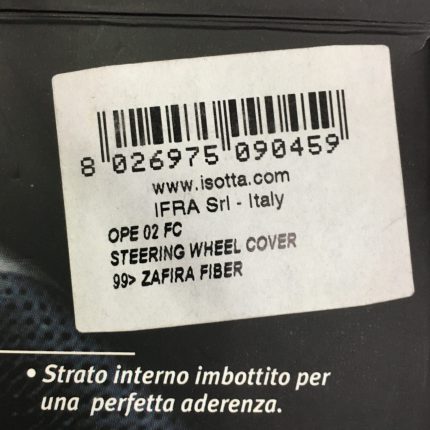 8 026975 090459
www.isotta.com
IFRA Srl - Italy
OPE 02 FC
STEERING WHEEL COVER
99> ZAFIRA FIBER
• Strato interno imbottito per
una perfetta aderenza.